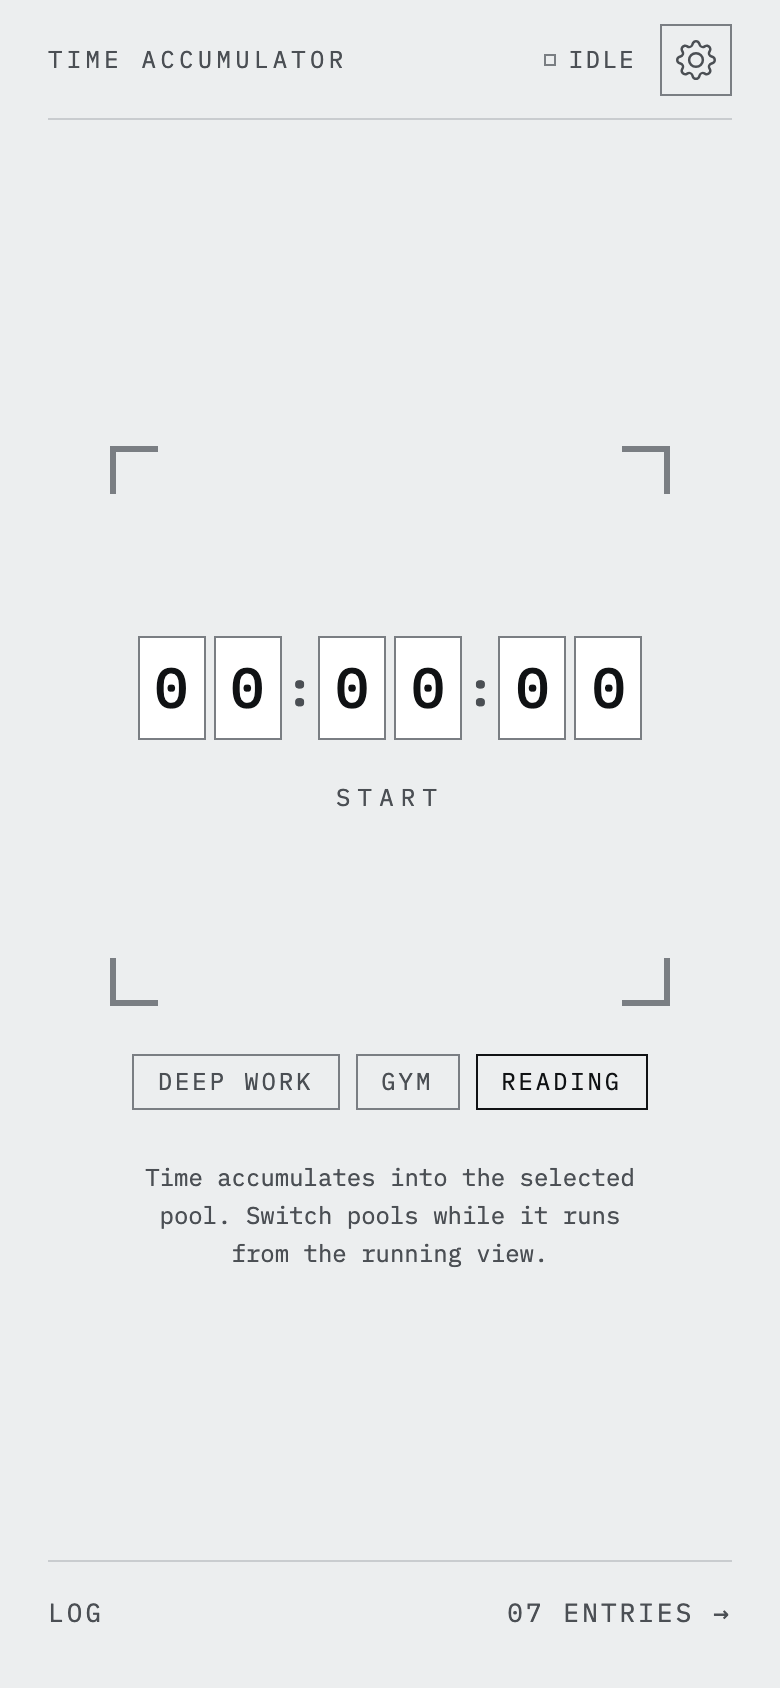 TIME ACCUMULATOR
IDLE
00:00:00
START
DEEP WORK
GYM
READING
Time accumulates into the selected
pool. Switch pools while it runs
from the running view.
LOG
07 ENTRIES →